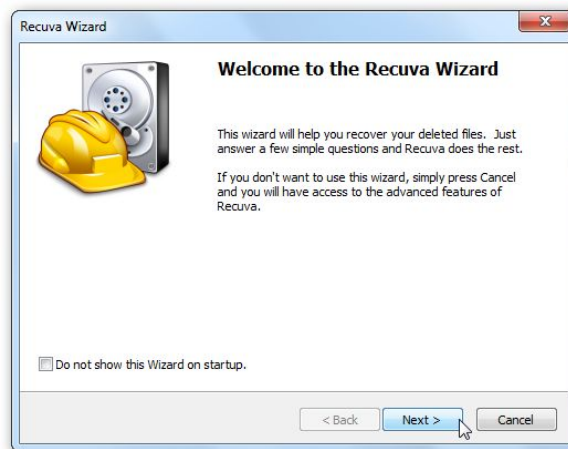 Recuva Wizard
Welcome to the Recuva Wizard
This wizard will help you recover your deleted files.  Just
answer a few simple questions and Recuva does the rest.
If you don't want to use this wizard, simply press Cancel
and you will have access to the advanced features of
Recuva.
Do not show this Wizard on startup.
< Back
Next >
Cancel